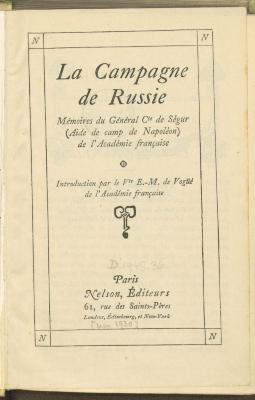 N N
La Campagne
de Russie
Mémoires du Général Cte de Ségur
(Aide de camp de Napoléon)
de l'Académie française
Introduction par le Vte E.-M. de Vogüé
de l'Académie française
Paris
Nelson, Éditeurs
61, rue des Saints-Pères
Londres, Édimbourg, et New-York
N N